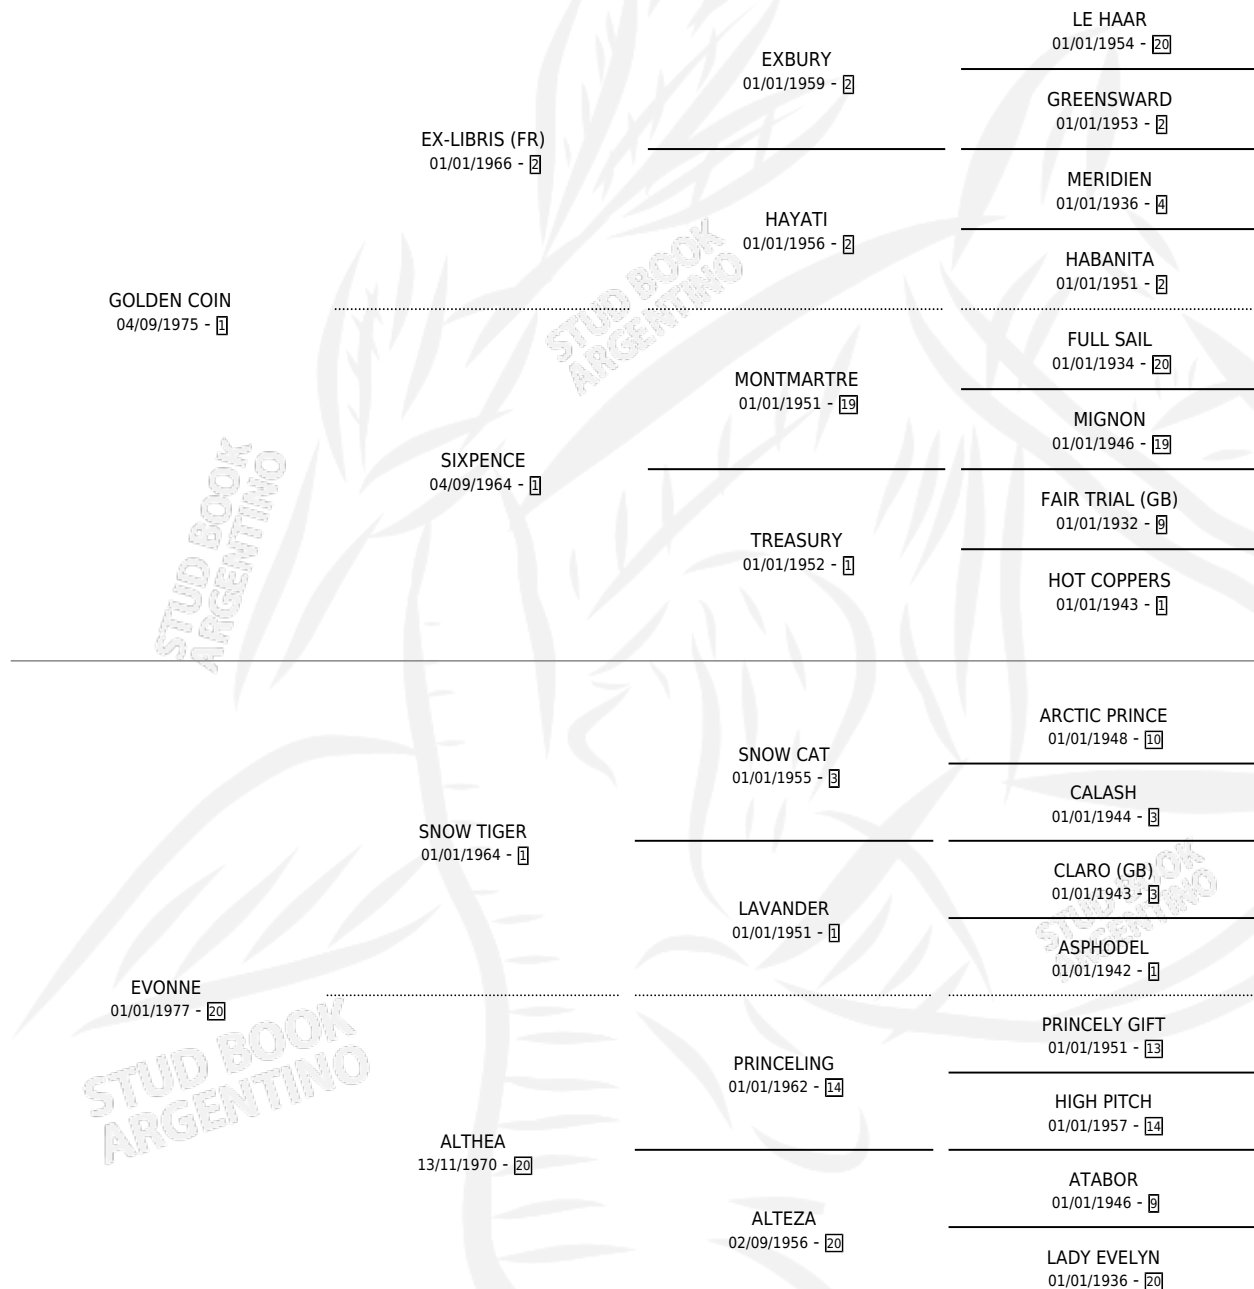 LE HAAR
01/01/1954 - 20
EXBURY
01/01/1959 - 2
GREENSWARD
01/01/1953 - 2
EX-LIBRIS (FR)
01/01/1966 - 2
MERIDIEN
01/01/1936 - 4
HAYATI
01/01/1956 - 2
HABANITA
01/01/1951 - 2
GOLDEN COIN
04/09/1975 - 1
STUD BOOK
ARGENTINO
FULL SAIL
01/01/1934 - 20
MONTMARTRE
01/01/1951 - 19
MIGNON
01/01/1946 - 19
SIXPENCE
04/09/1964 - 1
FAIR TRIAL (GB)
01/01/1932 - 9
TREASURY
01/01/1952 - 1
HOT COPPERS
01/01/1943 - 1
STUD BOOK
ARGENTINO
ARCTIC PRINCE
01/01/1948 - 10
SNOW CAT
01/01/1955 - 3
CALASH
01/01/1944 - 3
SNOW TIGER
01/01/1964 - 1
CLARO (GB)
01/01/1943 - 3
LAVANDER
01/01/1951 - 1
STUD BOOK
ARGENTINO
ASPHODEL
01/01/1942 - 1
EVONNE
01/01/1977 - 20
STUD BOOK
ARGENTINO
PRINCELY GIFT
01/01/1951 - 13
PRINCELING
01/01/1962 - 14
HIGH PITCH
01/01/1957 - 14
ALTHEA
13/11/1970 - 20
ATABOR
01/01/1946 - 9
ALTEZA
02/09/1956 - 20
LADY EVELYN
01/01/1936 - 20